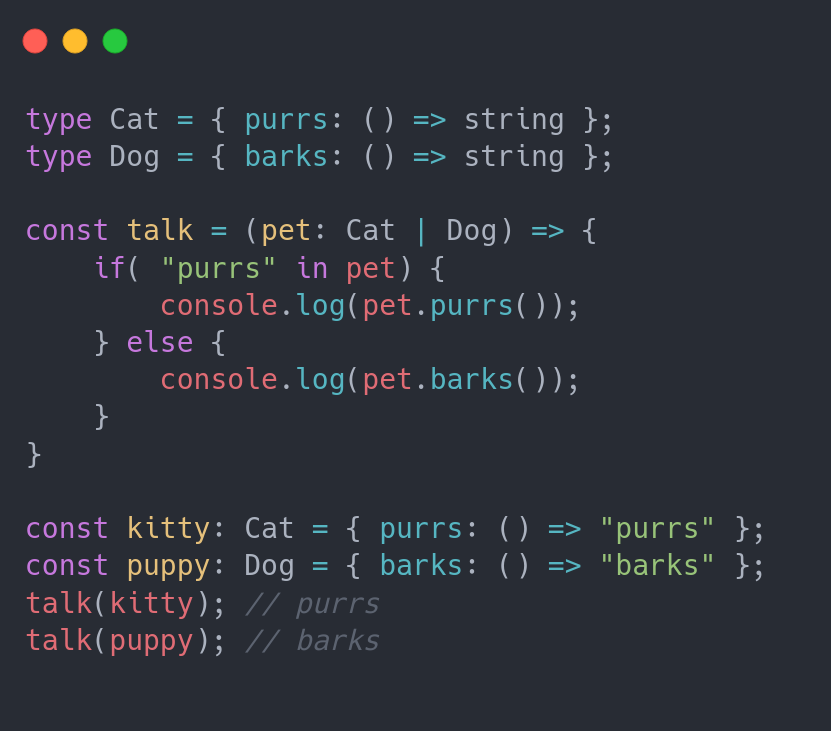 type Cat = { purrs: () => string };
type Dog = { barks: () => string };

const talk = (pet: Cat | Dog) => {
    if( "purrs" in pet) {
        console.log(pet.purrs());
    } else {
        console.log(pet.barks());
    }
}

const kitty: Cat = { purrs: () => "purrs" };
const puppy: Dog = { barks: () => "barks" };
talk(kitty); // purrs
talk(puppy); // barks